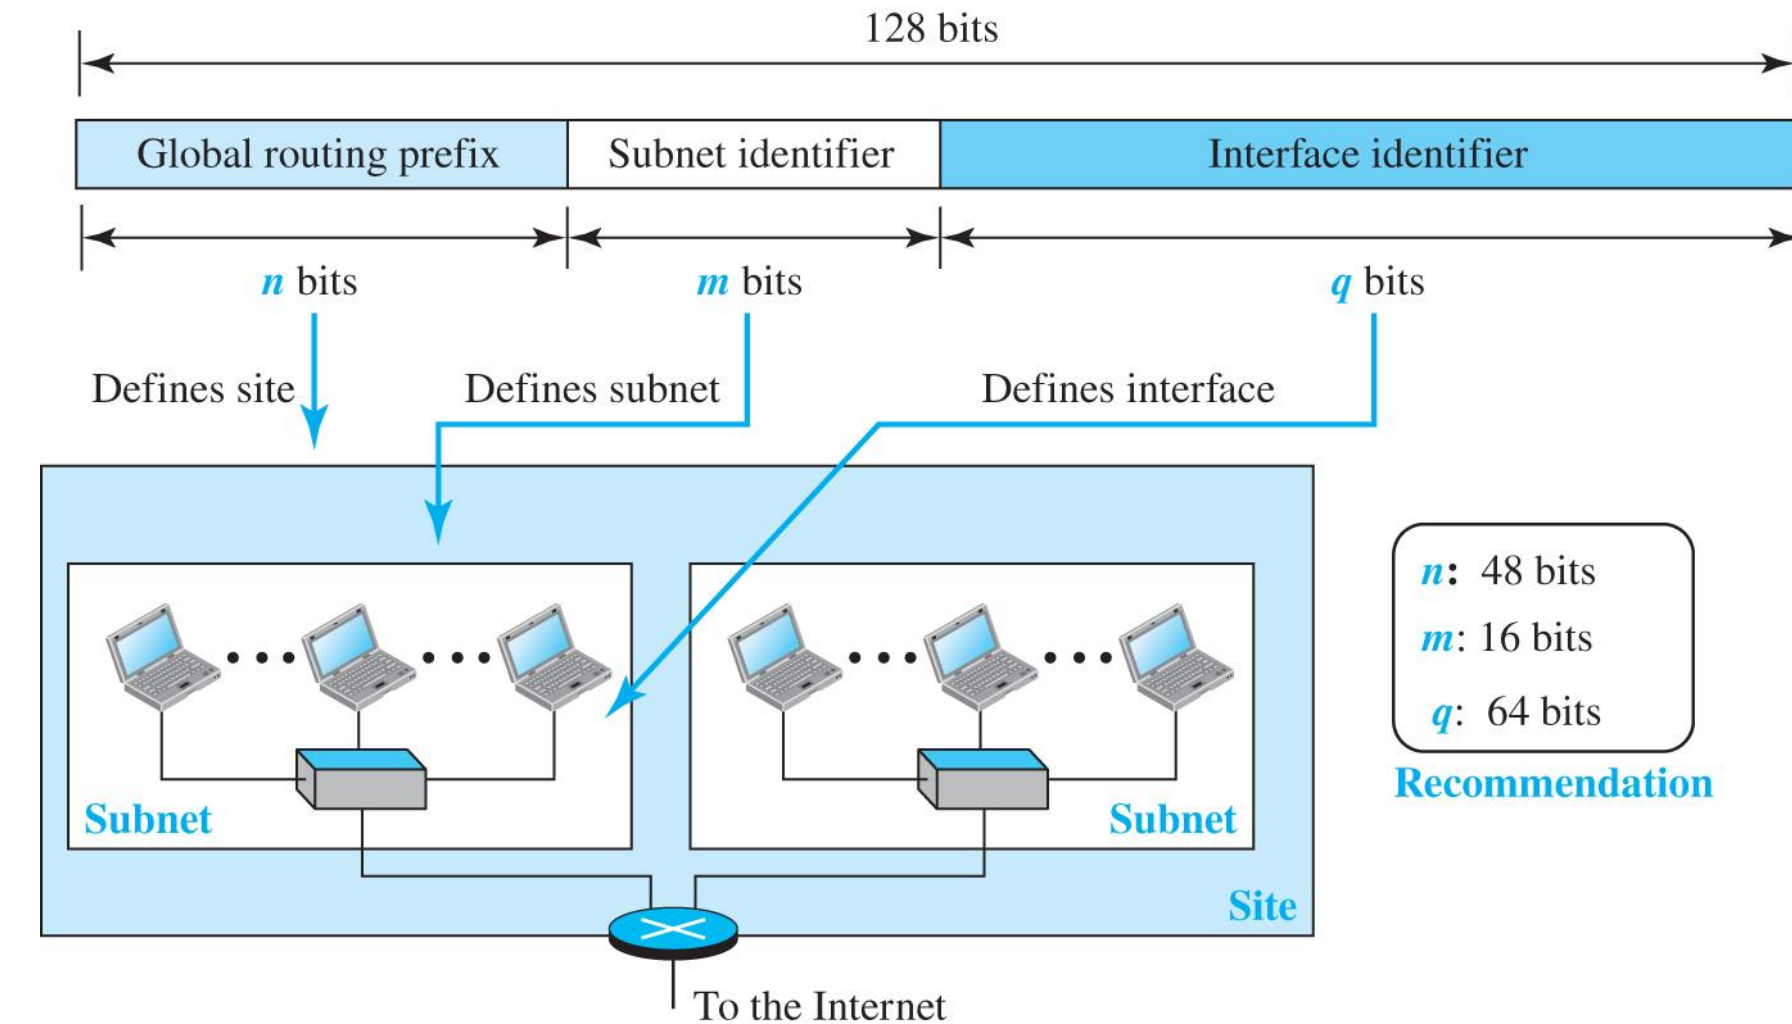 128 bits
Global routing prefix
Subnet identifier
Interface identifier
n bits
m bits
q bits
Defines site
Defines subnet
Defines interface
n: 48 bits
m: 16 bits
q: 64 bits
Recommendation
Subnet
Subnet
Site
To the Internet